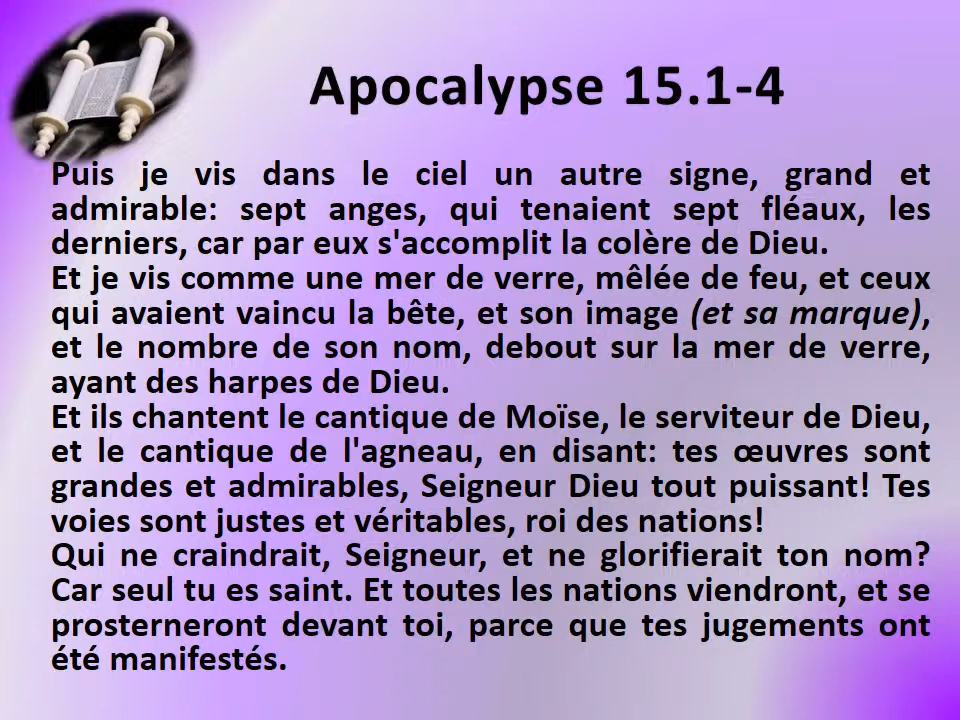 Apocalypse 15.1-4
Puis je vis dans le ciel un autre signe, grand et
admirable: sept anges, qui tenaient sept fléaux, les
derniers, car par eux s'accomplit la colère de Dieu.
Et je vis comme une mer de verre, mêlée de feu, et ceux
qui avaient vaincu la bête, et son image (et sa marque),
et le nombre de son nom, debout sur la mer de verre,
ayant des harpes de Dieu.
Et ils chantent le cantique de Moïse, le serviteur de Dieu,
et le cantique de l'agneau, en disant: tes œuvres sont
grandes et admirables, Seigneur Dieu tout puissant! Tes
voies sont justes et véritables, roi des nations!
Qui ne craindrait, Seigneur, et ne glorifierait ton nom?
Car seul tu es saint. Et toutes les nations viendront, et se
prosterneront devant toi, parce que tes jugements ont
été manifestés.